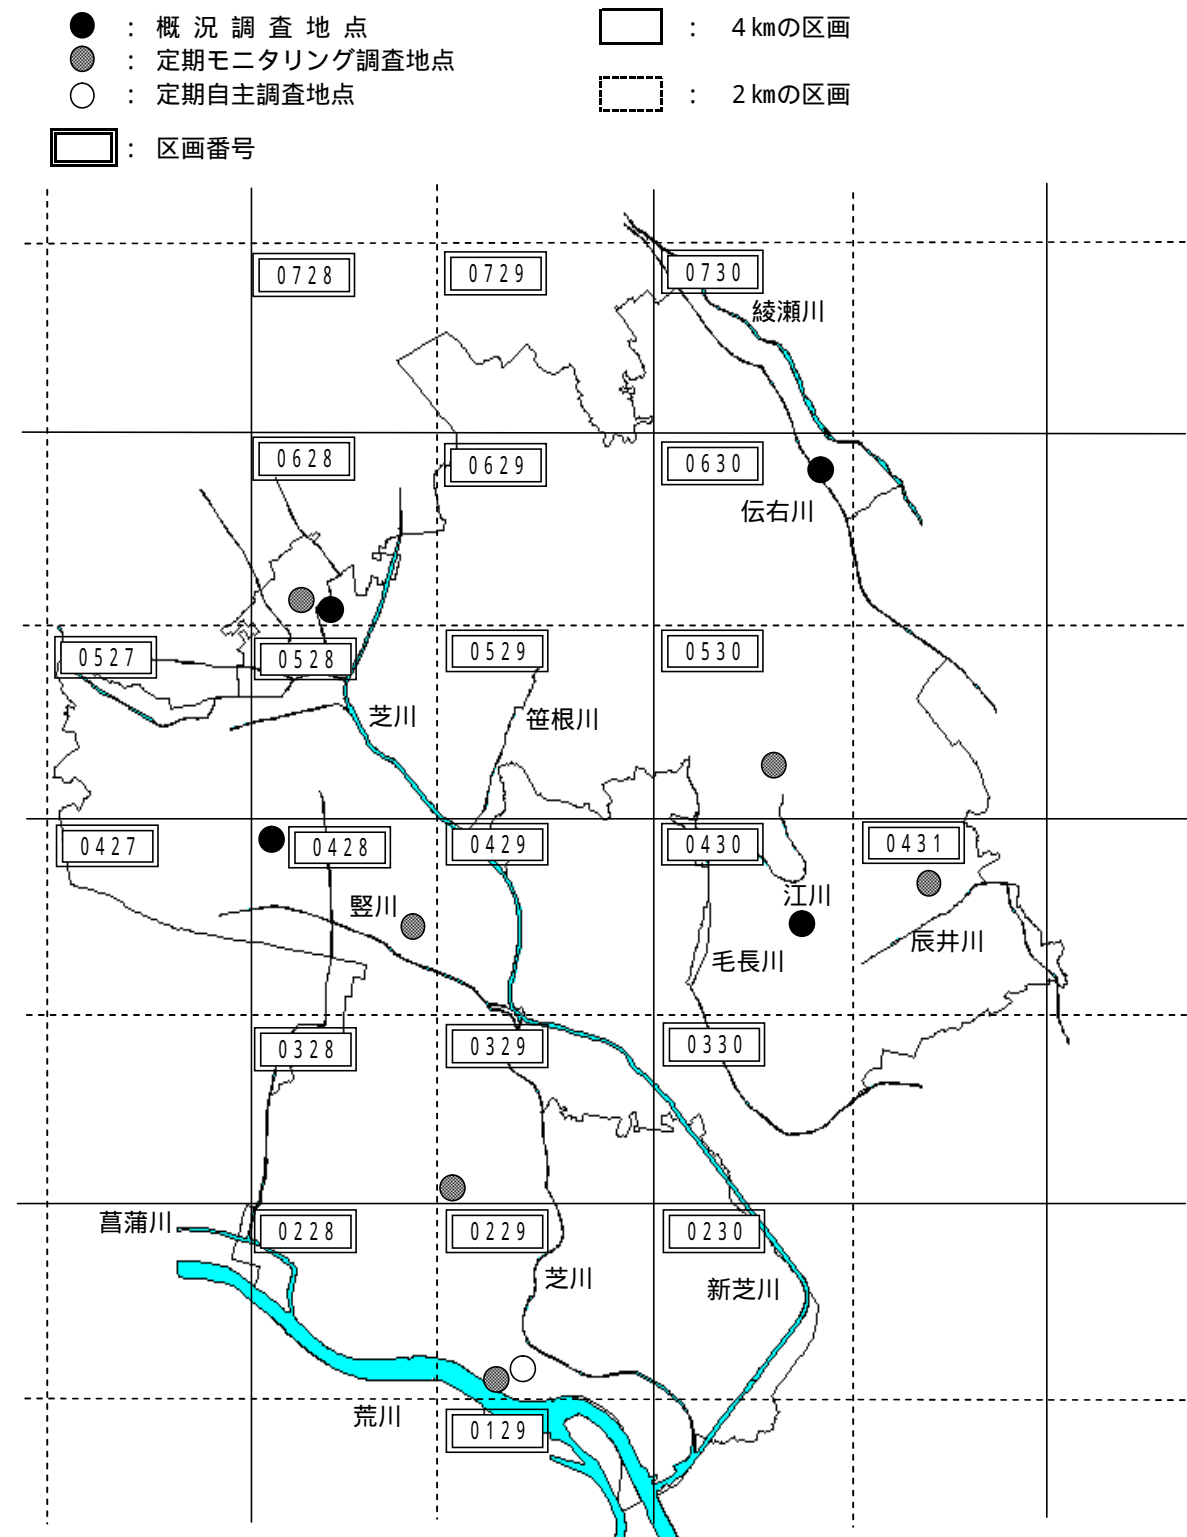 ： 概 況 調 査 地 点
： ４㎞の区画
： 定期モニタリング調査地点
： 定期自主調査地点
： ２㎞の区画
： 区画番号
0728
0729
0730
綾瀬川
0628
0629
0630
伝右川
0527
0528
0529
0530
芝川
笹根川
0427
0428
0429
0430
0431
江川
竪川
毛長川
辰井川
0328
0329
0330
菖蒲川
0228
0229
0230
芝川
新芝川
荒川
0129